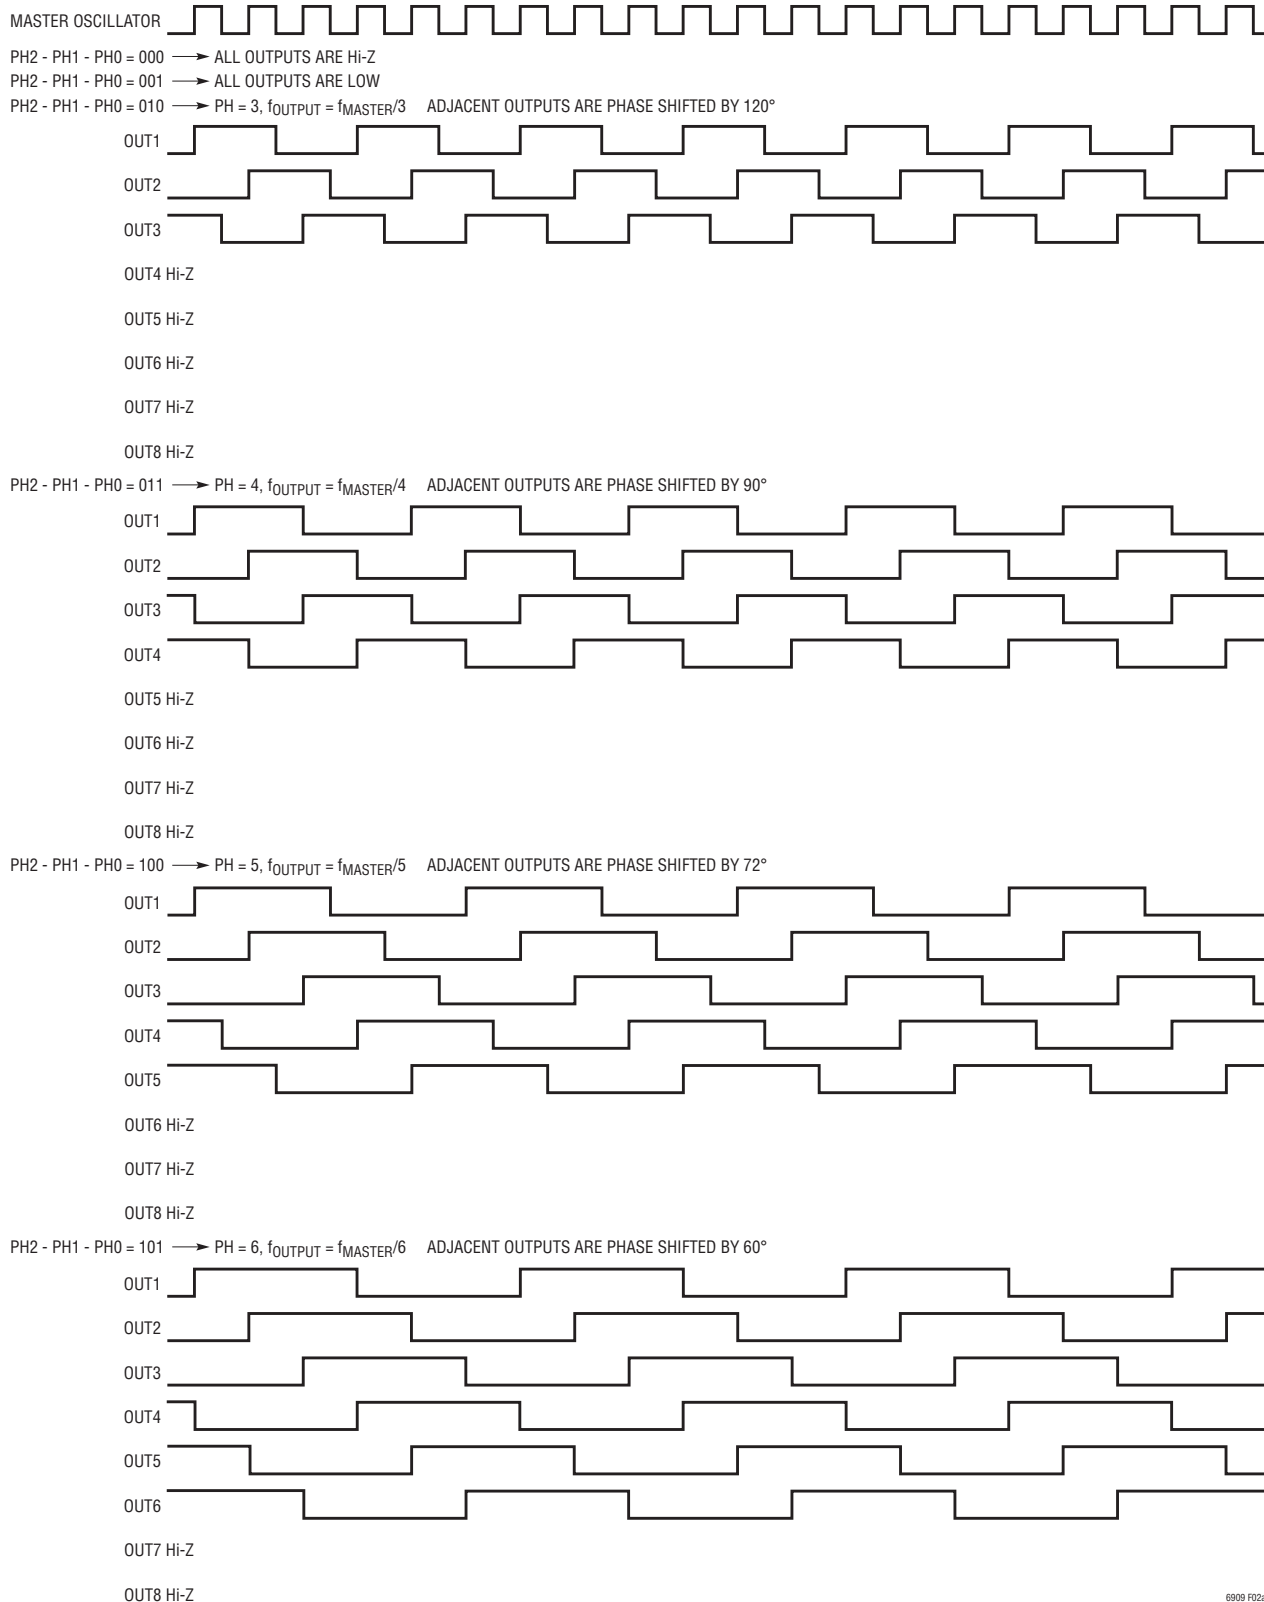 MASTER OSCILLATOR
PH2 - PH1 - PH0 = 000 → ALL OUTPUTS ARE Hi-Z
PH2 - PH1 - PH0 = 001 → ALL OUTPUTS ARE LOW
PH2 - PH1 - PH0 = 010 → PH = 3, fOUTPUT = fMASTER/3 ADJACENT OUTPUTS ARE PHASE SHIFTED BY 120°
OUT1
OUT2
OUT3
OUT4 Hi-Z
OUT5 Hi-Z
OUT6 Hi-Z
OUT7 Hi-Z
OUT8 Hi-Z
PH2 - PH1 - PH0 = 011 → PH = 4, fOUTPUT = fMASTER/4 ADJACENT OUTPUTS ARE PHASE SHIFTED BY 90°
OUT1
OUT2
OUT3
OUT4
OUT5 Hi-Z
OUT6 Hi-Z
OUT7 Hi-Z
OUT8 Hi-Z
PH2 - PH1 - PH0 = 100 → PH = 5, fOUTPUT = fMASTER/5 ADJACENT OUTPUTS ARE PHASE SHIFTED BY 72°
OUT1
OUT2
OUT3
OUT4
OUT5
OUT6 Hi-Z
OUT7 Hi-Z
OUT8 Hi-Z
PH2 - PH1 - PH0 = 101 → PH = 6, fOUTPUT = fMASTER/6 ADJACENT OUTPUTS ARE PHASE SHIFTED BY 60°
OUT1
OUT2
OUT3
OUT4
OUT5
OUT6
OUT7 Hi-Z
OUT8 Hi-Z
6909 F02a